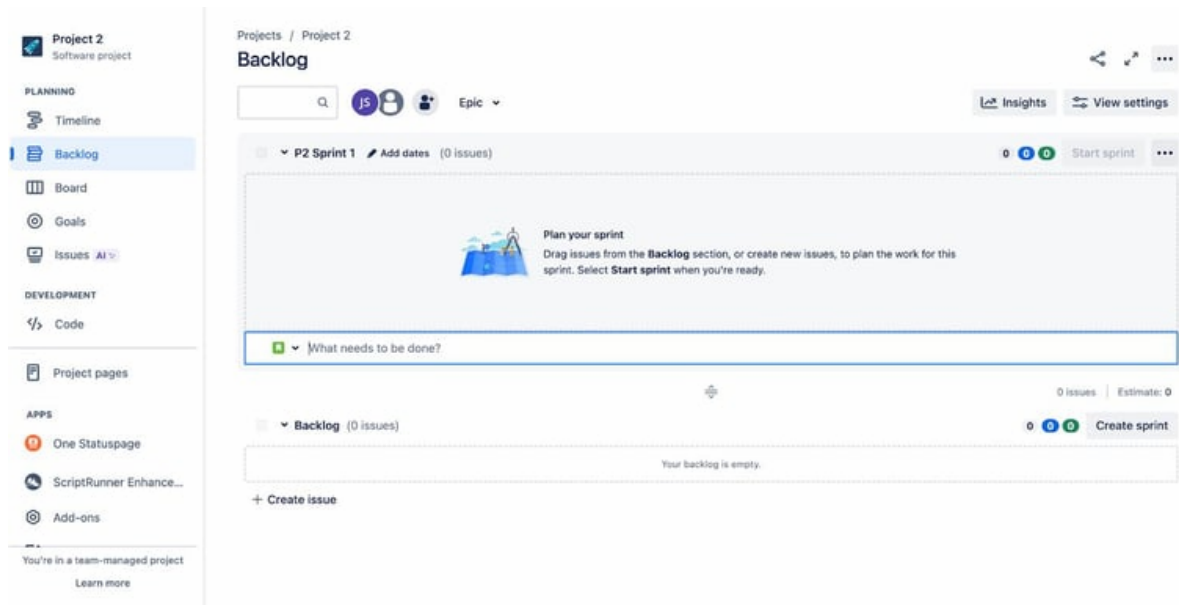 Project 2
Software project
PLANNING
Timeline
Backlog
Board
Goals
Issues AI
DEVELOPMENT
Code
Project pages
APPS
One Statuspage
ScriptRunner Enhance...
Add-ons
You're in a team-managed project
Learn more
Projects / Project 2
Backlog
JS Epic Insights View settings
P2 Sprint 1 Add dates (0 issues) 0 0 0 Start sprint
Plan your sprint
Drag issues from the Backlog section, or create new issues, to plan the work for this
sprint. Select Start sprint when you're ready.
What needs to be done?
0 issues Estimate: 0
Backlog (0 issues) 0 0 0 Create sprint
Your backlog is empty.
+ Create issue